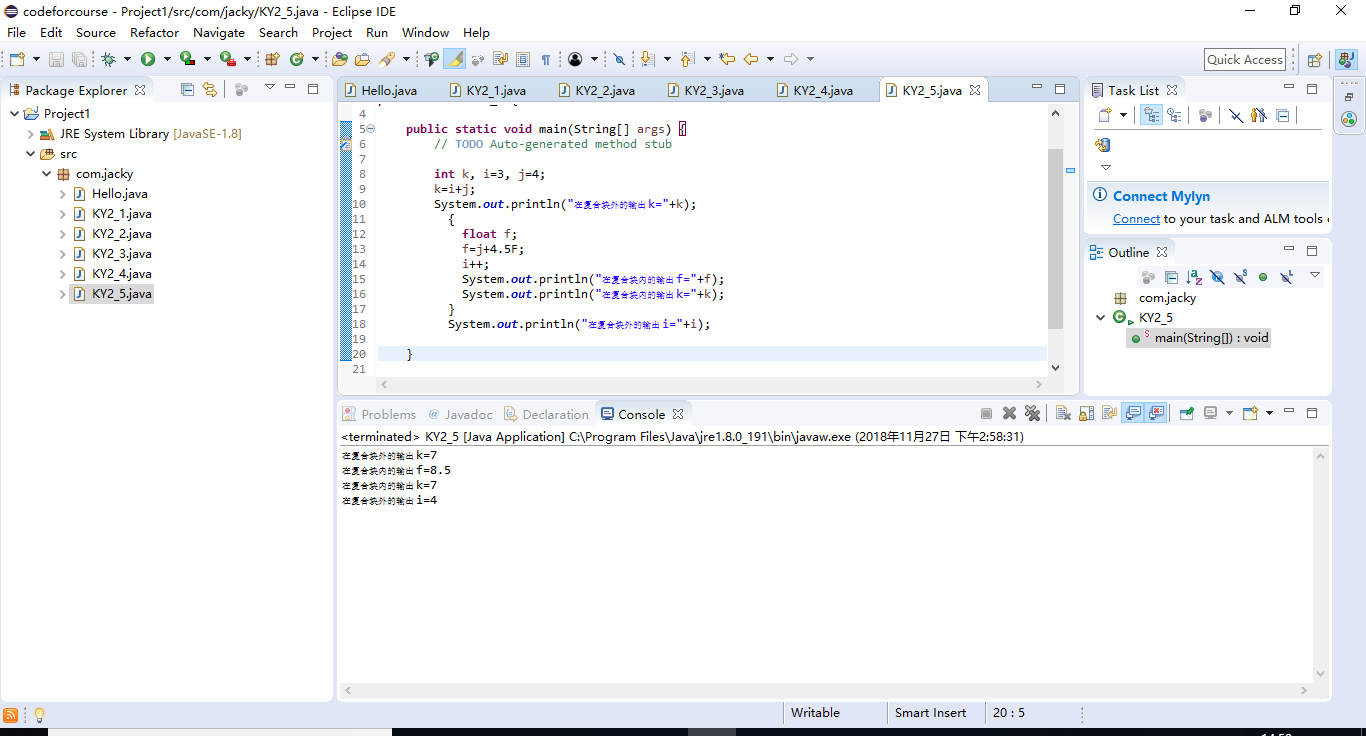 codeforcourse - Project1/src/com/jacky/KY2_5.java - Eclipse IDE
File Edit Source Refactor Navigate Search Project Run Window Help
Quick Access
Package Explorer
Project1
JRE System Library [JavaSE-1.8]
src
com.jacky
Hello.java
KY2_1.java
KY2_2.java
KY2_3.java
KY2_4.java
KY2_5.java
Hello.java KY2_1.java KY2_2.java KY2_3.java KY2_4.java KY2_5.java
4
5 public static void main(String[] args) {
6 // TODO Auto-generated method stub
7
8 int k, i=3, j=4;
9 k=i+j;
10 System.out.println("在复合块外的输出k="+k);
11 {
12 float f;
13 f=j+4.5F;
14 i++;
15 System.out.println("在复合块内的输出f="+f);
16 System.out.println("在复合块内的输出k="+k);
17 }
18 System.out.println("在复合块外的输出i="+i);
19
20 }
21
Task List
Connect Mylyn
Connect to your task and ALM tools
Outline
com.jacky
KY2_5
main(String[]) : void
Problems @ Javadoc Declaration Console
<terminated> KY2_5 [Java Application] C:\Program Files\Java\jre1.8.0_191\bin\javaw.exe (2018年11月27日 下午2:58:31)
在复合块外的输出k=7
在复合块内的输出f=8.5
在复合块内的输出k=7
在复合块外的输出i=4
Writable Smart Insert 20 : 5